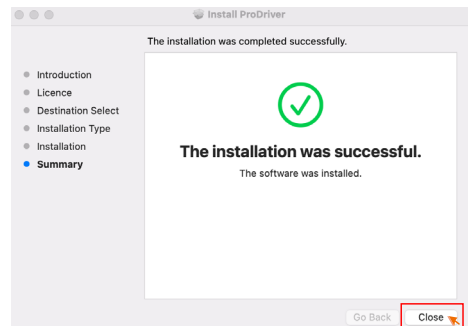 Install ProDriver
The installation was completed successfully.
Introduction
Licence
Destination Select
Installation Type
Installation
Summary
The installation was successful.
The software was installed.
Go Back
Close